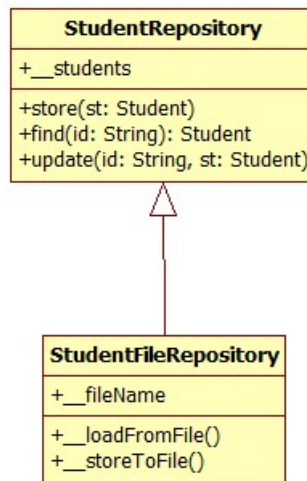 StudentRepository
+__students
+store(st: Student)
+find(id: String): Student
+update(id: String, st: Student)
StudentFileRepository
+__fileName
+__loadFromFile()
+__storeToFile()